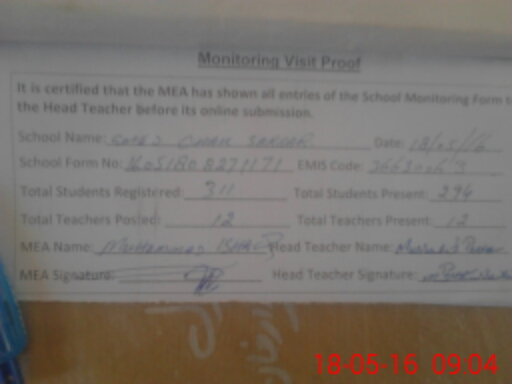 Monitoring Visit Proof
It is certified that the MEA has shown all entries of the School Monitoring Form to
the Head Teacher before its online submission.
School Name: Date: 18/05/16
School Form No: EMIS Code:
Total Students Registered: 311 Total Students Present: 294
Total Teachers Posted: 12 Total Teachers Present: 12
MEA Name: Muhammad ISHAQ Head Teacher Name:
MEA Signature: Head Teacher Signature:
18-05-16 09:04